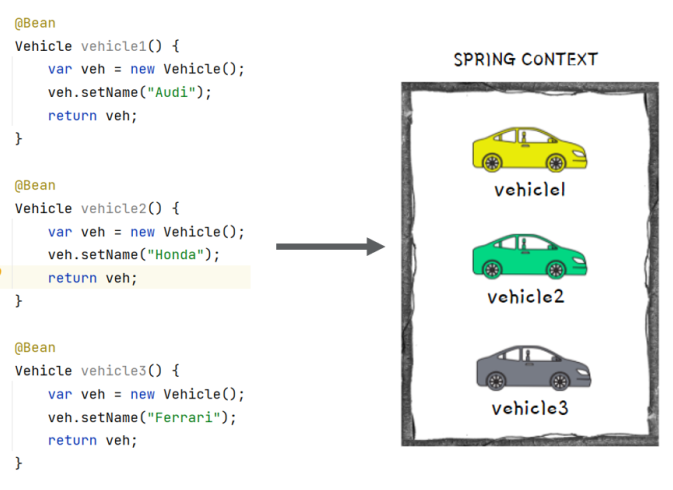 @Bean
Vehicle vehicle1() {
    var veh = new Vehicle();
    veh.setName("Audi");
    return veh;
}
@Bean
Vehicle vehicle2() {
    var veh = new Vehicle();
    veh.setName("Honda");
    return veh;
}
@Bean
Vehicle vehicle3() {
    var veh = new Vehicle();
    veh.setName("Ferrari");
    return veh;
}
SPRING CONTEXT
vehicle1
vehicle2
vehicle3